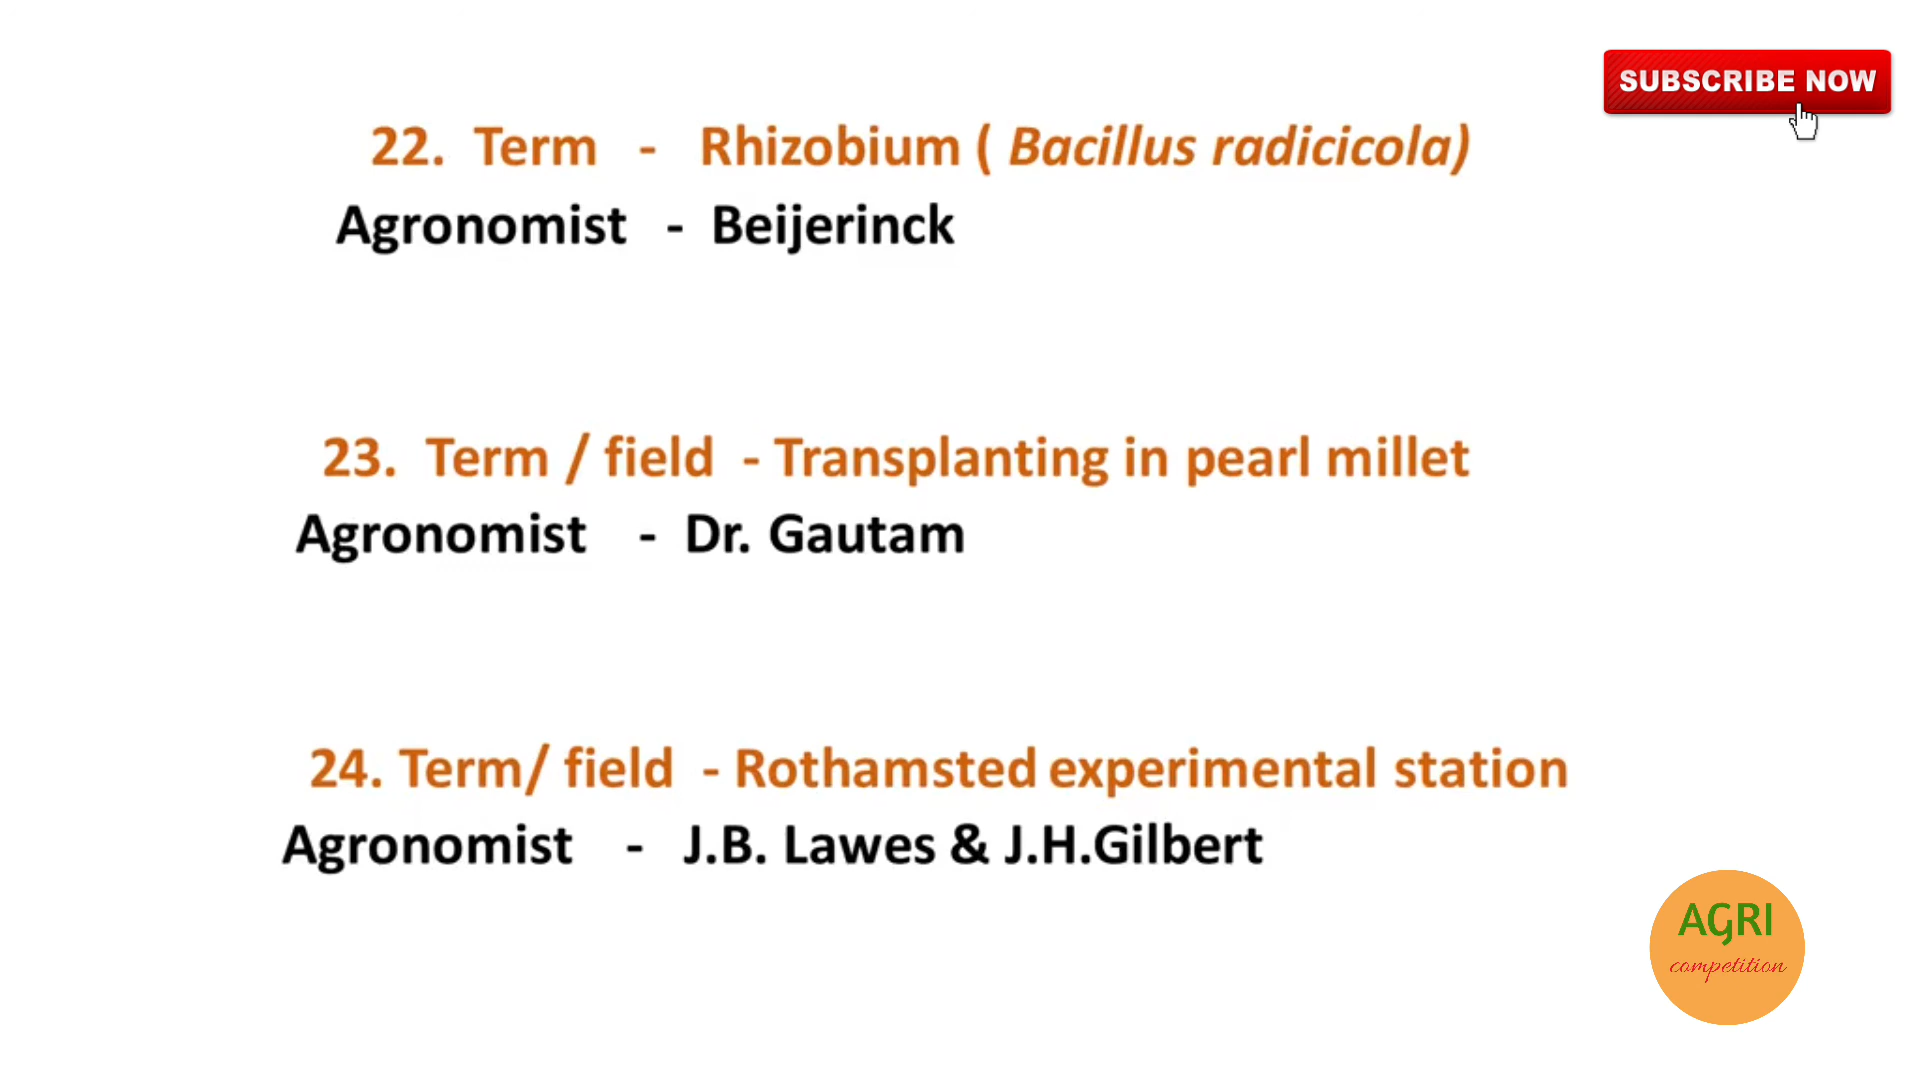 SUBSCRIBE NOW
22. Term - Rhizobium ( Bacillus radicicola)
Agronomist - Beijerinck
23. Term / field - Transplanting in pearl millet
Agronomist - Dr. Gautam
24. Term/ field - Rothamsted experimental station
Agronomist - J.B. Lawes & J.H.Gilbert
AGRI
competition